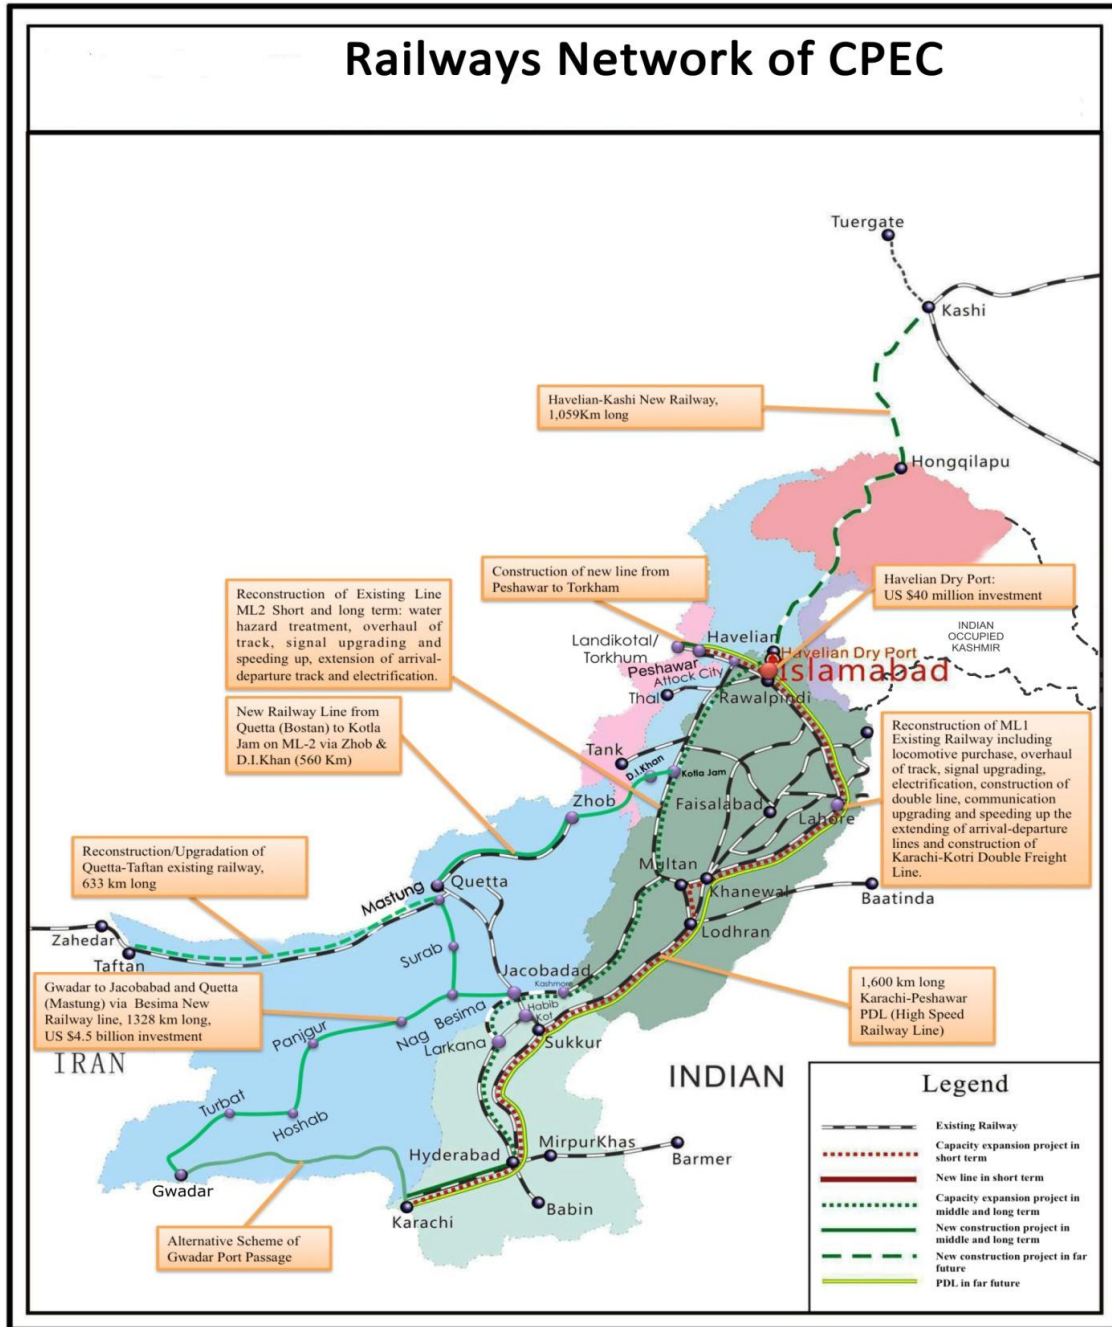 Railways Network of CPEC
Tuergate
Kashi
Havelian-Kashi New Railway,
1,059Km long
Hongqilapu
Construction of new line from
Peshawar to Torkham
Havelian Dry Port:
US $40 million investment
Reconstruction of Existing Line
ML2 Short and long term: water
hazard treatment, overhaul of
track, signal upgrading and
speeding up, extension of arrival-
departure track and electrification.
INDIAN
OCCUPIED
KASHMIR
Landikotal/
Torkhum
Havelian
Havelian Dry Port
Islamabad
Peshawar
Attock City
Rawalpindi
Thal
New Railway Line from
Quetta (Bostan) to Kotla
Jam on ML-2 via Zhob &
D.I.Khan (560 Km)
Reconstruction of ML1
Existing Railway including
locomotive purchase, overhaul
of track, signal upgrading,
electrification, construction of
double line, communication
upgrading and speeding up the
extending of arrival-departure
lines and construction of
Karachi-Kotri Double Freight
Line.
Tank
D.I.Khan
Kotla Jam
Zhob
Faisalabad
Lahore
Reconstruction/Upgradation of
Quetta-Taftan existing railway,
633 km long
Multan
Mastung
Quetta
Khanewal
Baatinda
Lodhran
Zahedar
Taftan
Surab
Jacobadad
Kashmore
Gwadar to Jacobabad and Quetta
(Mastung) via Besima New
Railway line, 1328 km long,
US $4.5 billion investment
1,600 km long
Karachi-Peshawar
PDL (High Speed
Railway Line)
Besima
Nag
Habib
Kot
Panjgur
Larkana
Sukkur
IRAN
INDIAN
Turbat
Hoshab
Hyderabad
MirpurKhas
Barmer
Gwadar
Karachi
Babin
Alternative Scheme of
Gwadar Port Passage
Legend
Existing Railway
Capacity expansion project in
short term
New line in short term
Capacity expansion project in
middle and long term
New construction project in
middle and long term
New construction project in far
future
PDL in far future